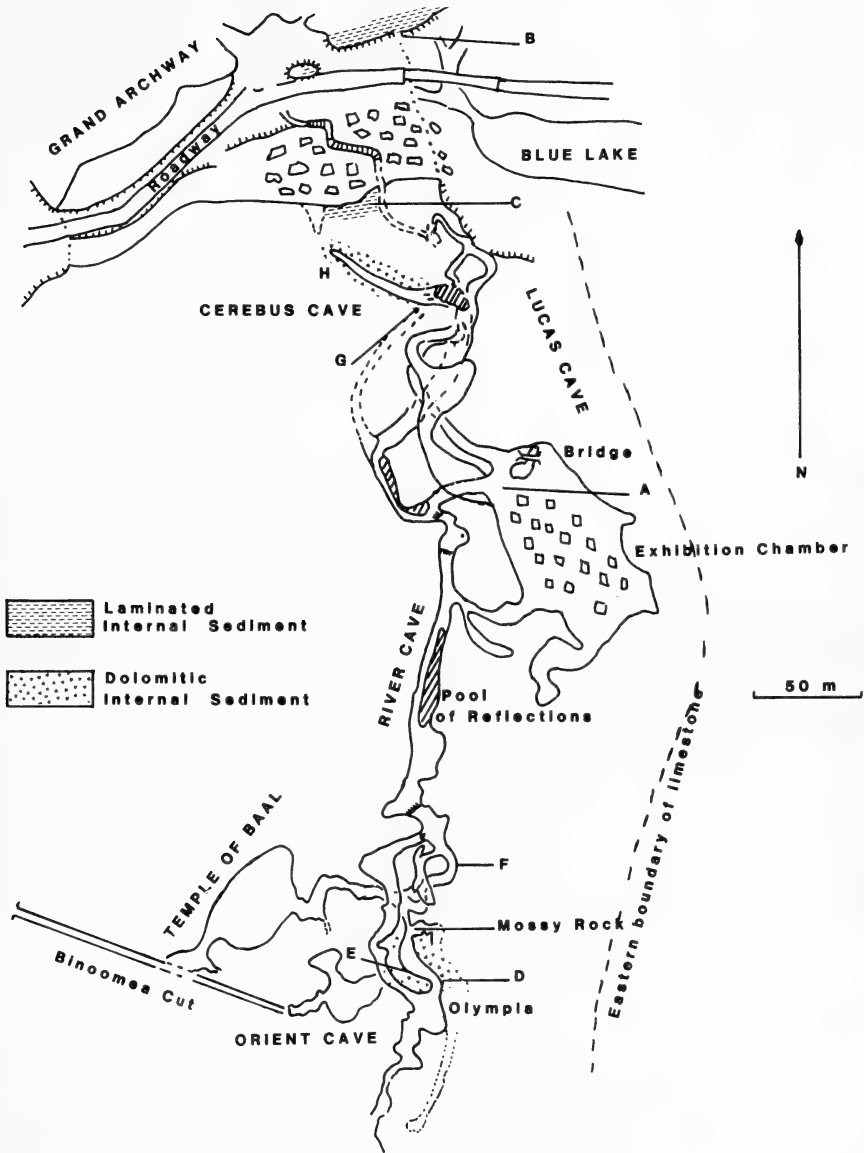 B
GRAND ARCHWAY
Roadway
BLUE LAKE
C
H
CEREBUS CAVE
LUCAS CAVE
G
N
Bridge
A
Exhibition Chamber
Laminated
Internal Sediment
Dolomitic
Internal Sediment
RIVER CAVE
Pool
of Reflections
50 m
Eastern boundary of limestone
TEMPLE OF BAAL
F
Mossy Rock
E
D
Binoomea Cut
Olympia
ORIENT CAVE